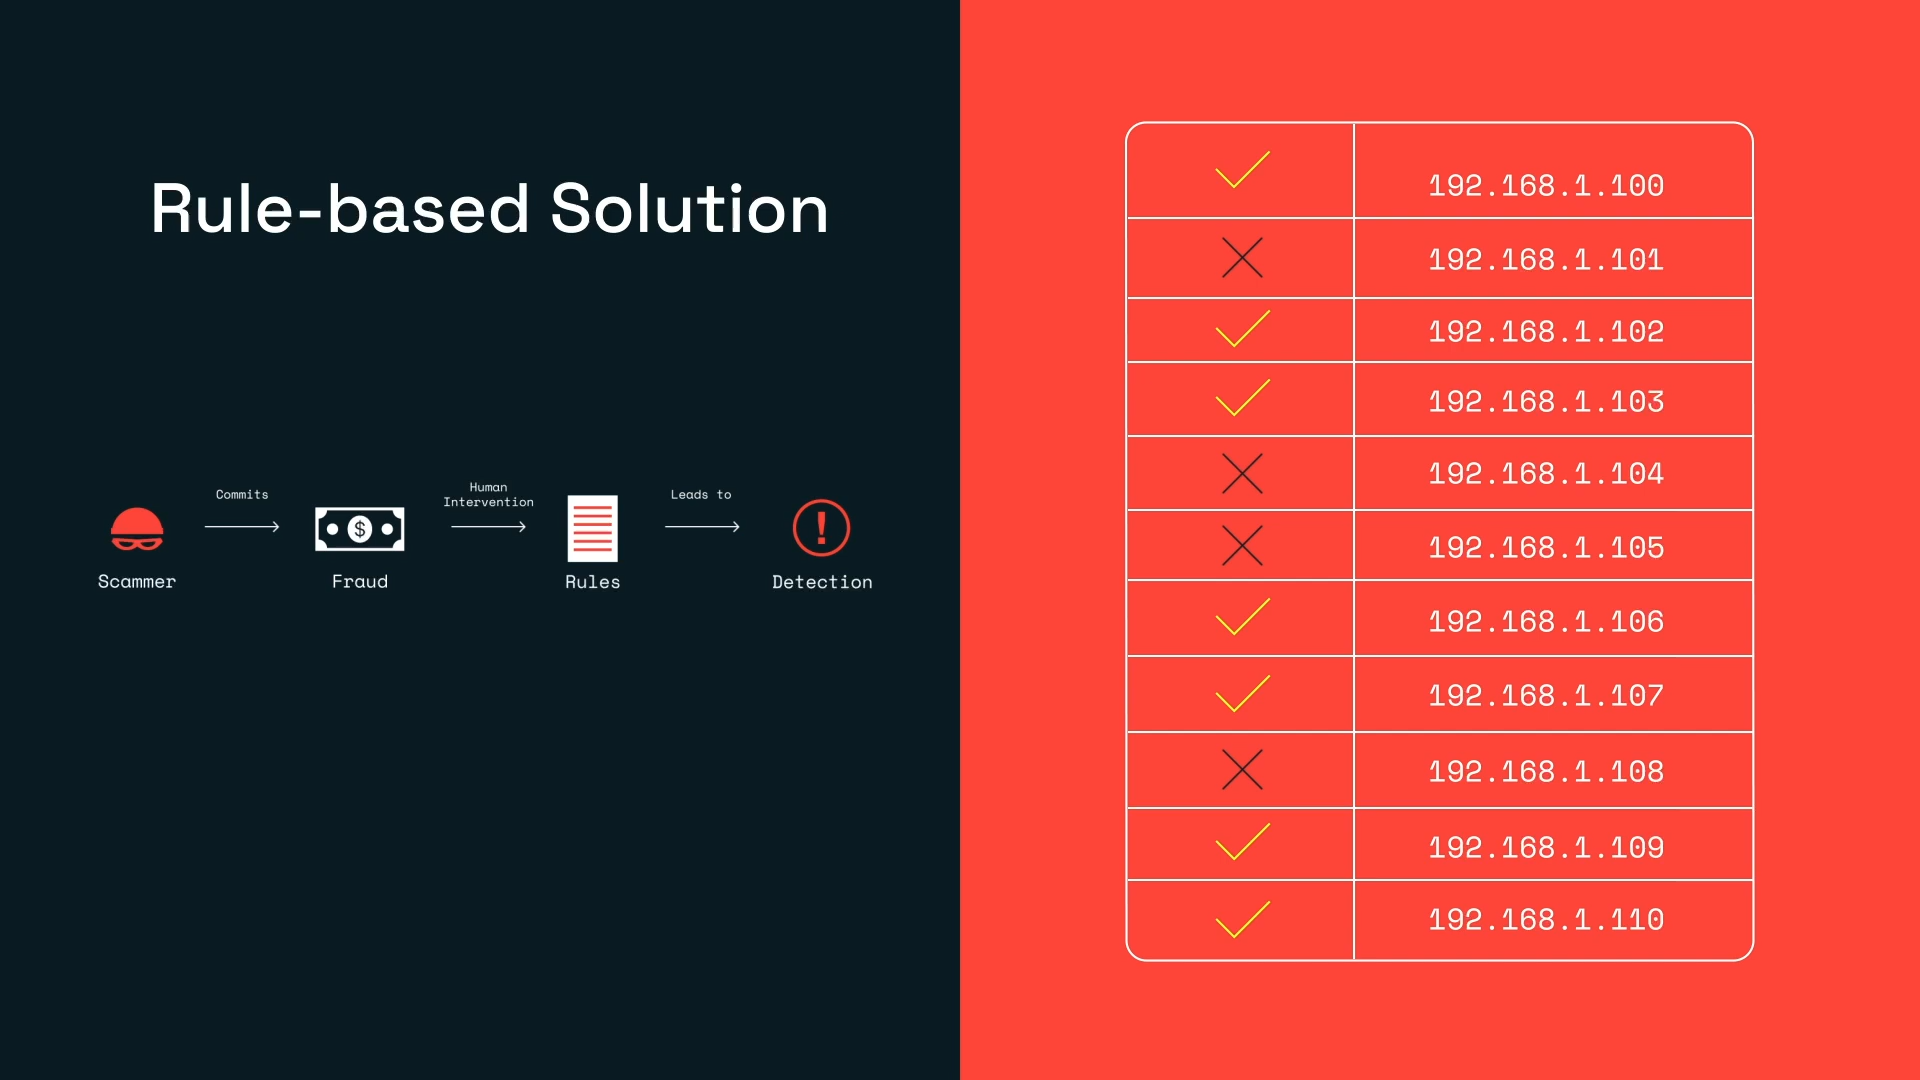 Rule-based Solution
Commits
Human
Intervention
Leads to
$
!
Scammer
Fraud
Rules
Detection
192.168.1.100
192.168.1.101
192.168.1.102
192.168.1.103
192.168.1.104
192.168.1.105
192.168.1.106
192.168.1.107
192.168.1.108
192.168.1.109
192.168.1.110